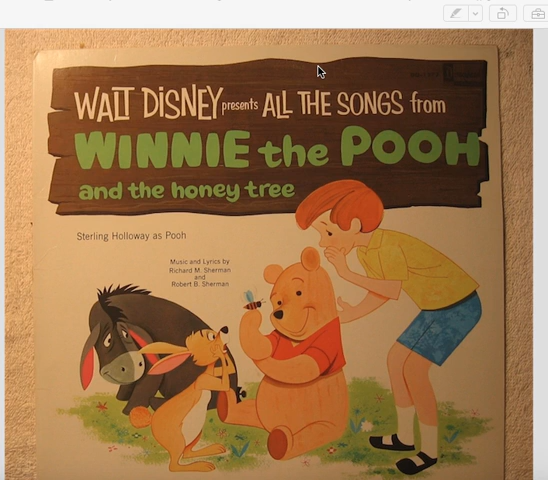 WALT DISNEY presents ALL THE SONGS from
WINNIE the POOH
and the honey tree
Sterling Holloway as Pooh
Music and Lyrics by
Richard M. Sherman
and
Robert B. Sherman